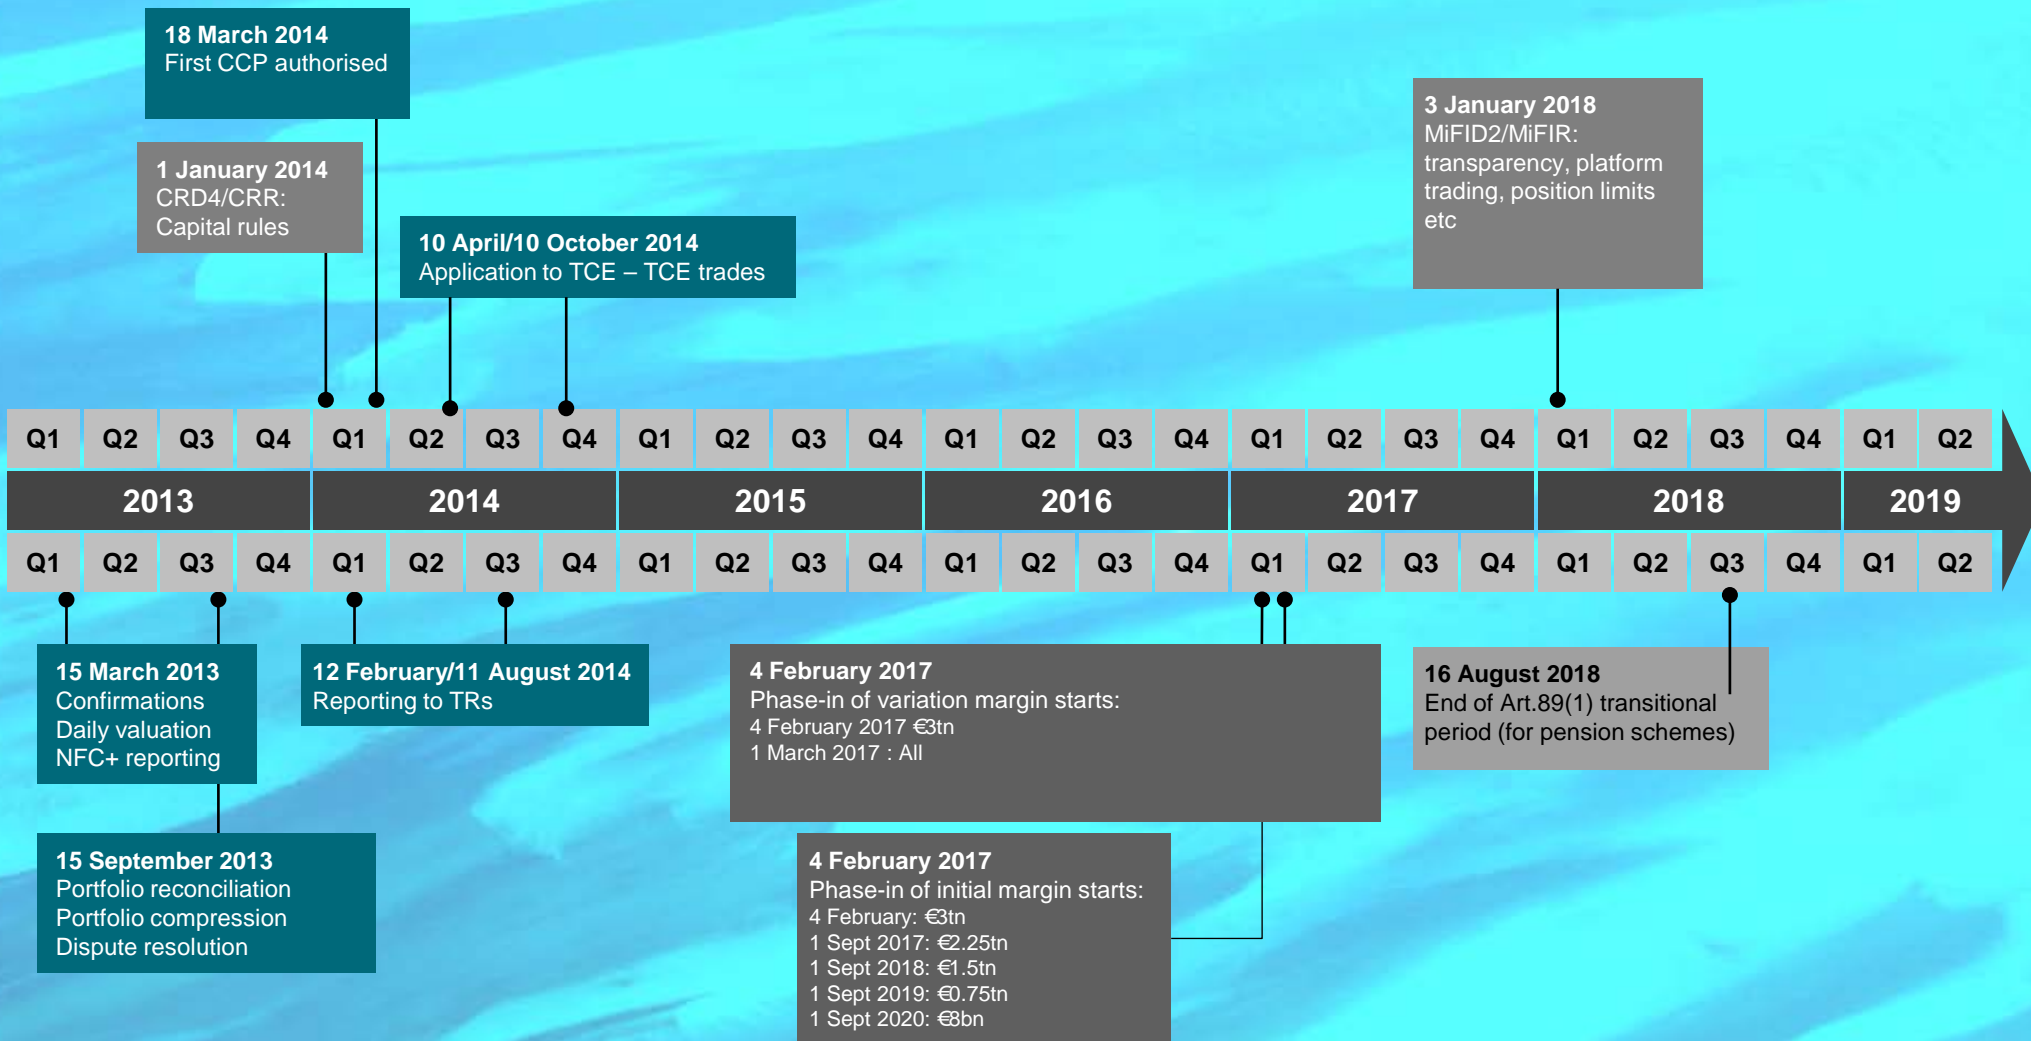 18 March 2014
First CCP authorised
1 January 2014
CRD4/CRR:
Capital rules
10 April/10 October 2014
Application to TCE – TCE trades
3 January 2018
MiFID2/MiFIR:
transparency, platform
trading, position limits
etc
Q1 Q2 Q3 Q4 Q1 Q2 Q3 Q4 Q1 Q2 Q3 Q4 Q1 Q2 Q3 Q4 Q1 Q2 Q3 Q4 Q1 Q2 Q3 Q4 Q1 Q2
2013 2014 2015 2016 2017 2018 2019
Q1 Q2 Q3 Q4 Q1 Q2 Q3 Q4 Q1 Q2 Q3 Q4 Q1 Q2 Q3 Q4 Q1 Q2 Q3 Q4 Q1 Q2 Q3 Q4 Q1 Q2
15 March 2013
Confirmations
Daily valuation
NFC+ reporting
12 February/11 August 2014
Reporting to TRs
4 February 2017
Phase-in of variation margin starts:
4 February 2017 €3tn
1 March 2017 : All
16 August 2018
End of Art.89(1) transitional
period (for pension schemes)
15 September 2013
Portfolio reconciliation
Portfolio compression
Dispute resolution
4 February 2017
Phase-in of initial margin starts:
4 February: €3tn
1 Sept 2017: €2.25tn
1 Sept 2018: €1.5tn
1 Sept 2019: €0.75tn
1 Sept 2020: €8bn